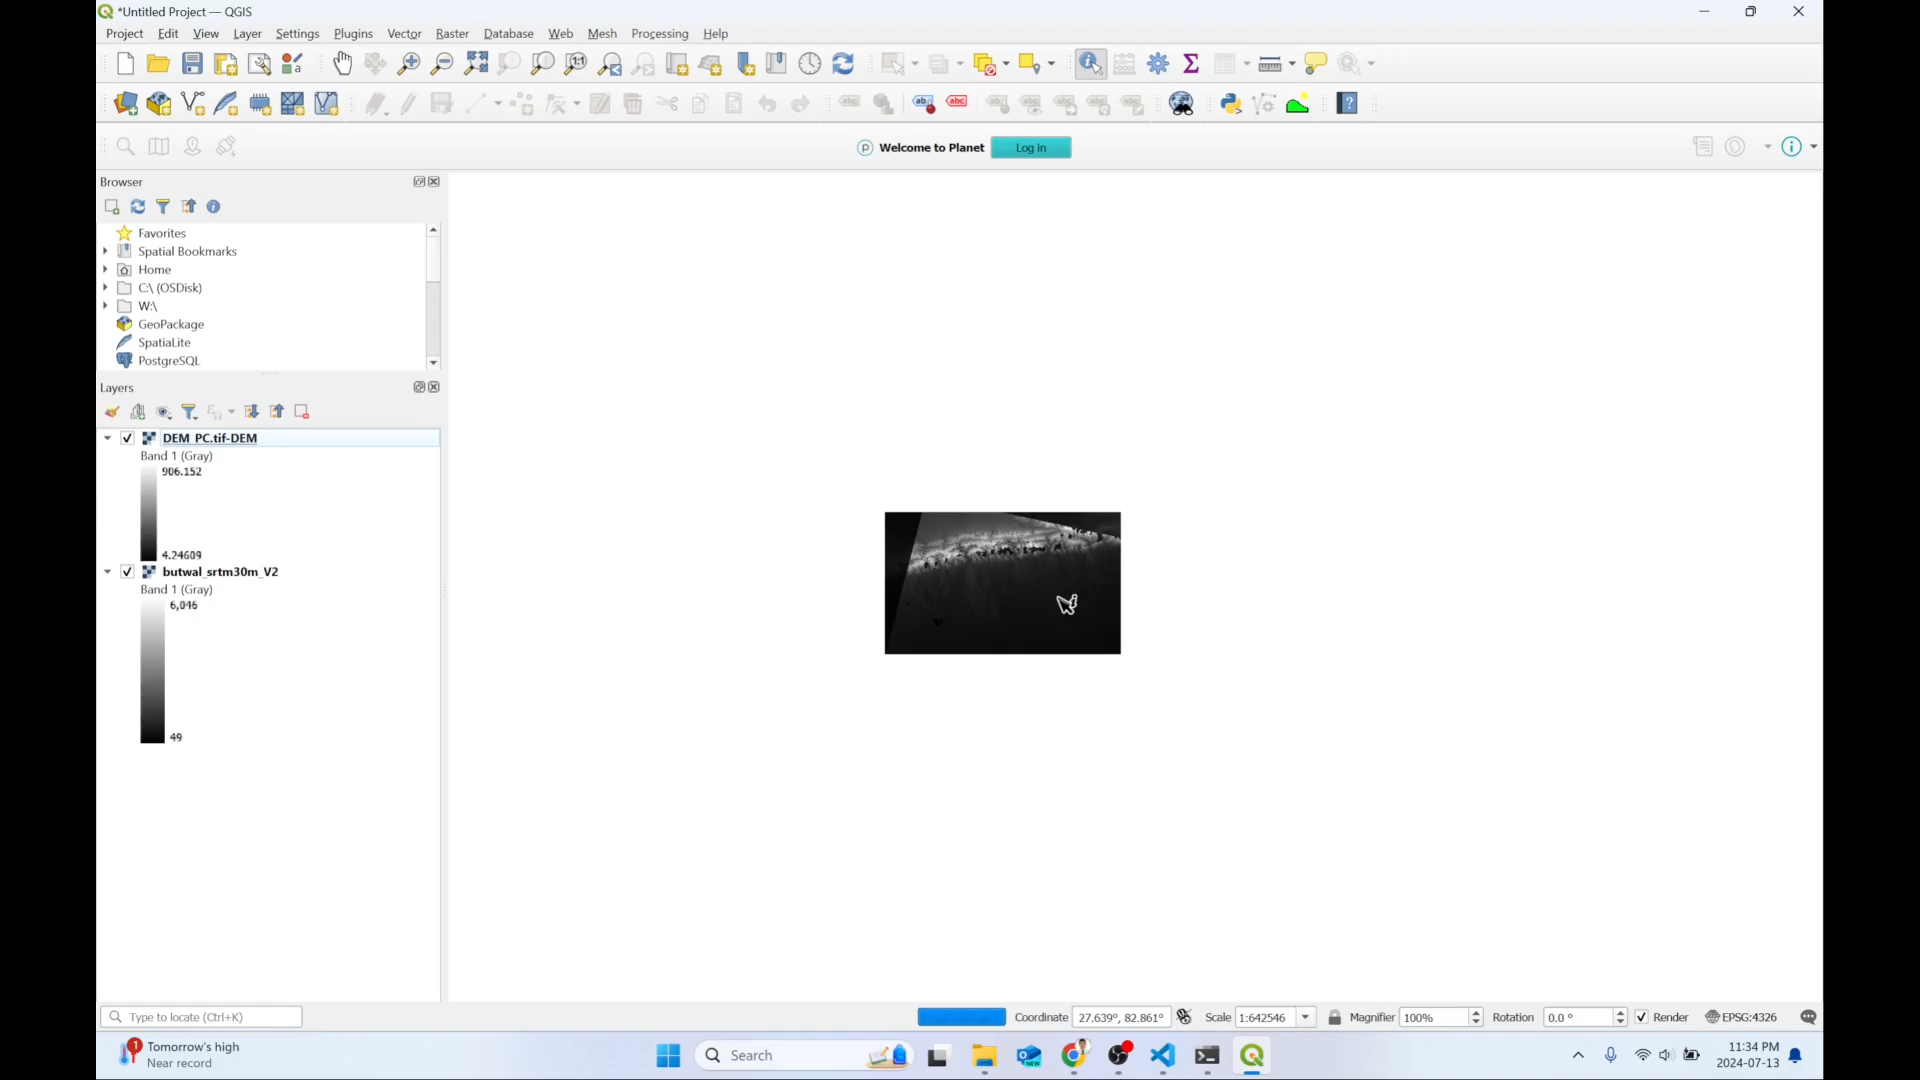 *Untitled Project — QGIS
Project Edit View Layer Settings Plugins Vector Raster Database Web Mesh Processing Help
Welcome to Planet Log in
Browser
Favorites
Spatial Bookmarks
Home
C:\ (OSDisk)
W:\
GeoPackage
SpatiaLite
PostgreSQL
Layers
DEM_PC.tif-DEM
Band 1 (Gray)
906.152
4.24609
butwal_srtm30m_V2
Band 1 (Gray)
6,046
49
Type to locate (Ctrl+K) Coordinate 27.639°, 82.861° Scale 1:642546 Magnifier 100% Rotation 0.0 ° Render EPSG:4326
1 Tomorrow's high
Near record
Search
11:34 PM
2024-07-13